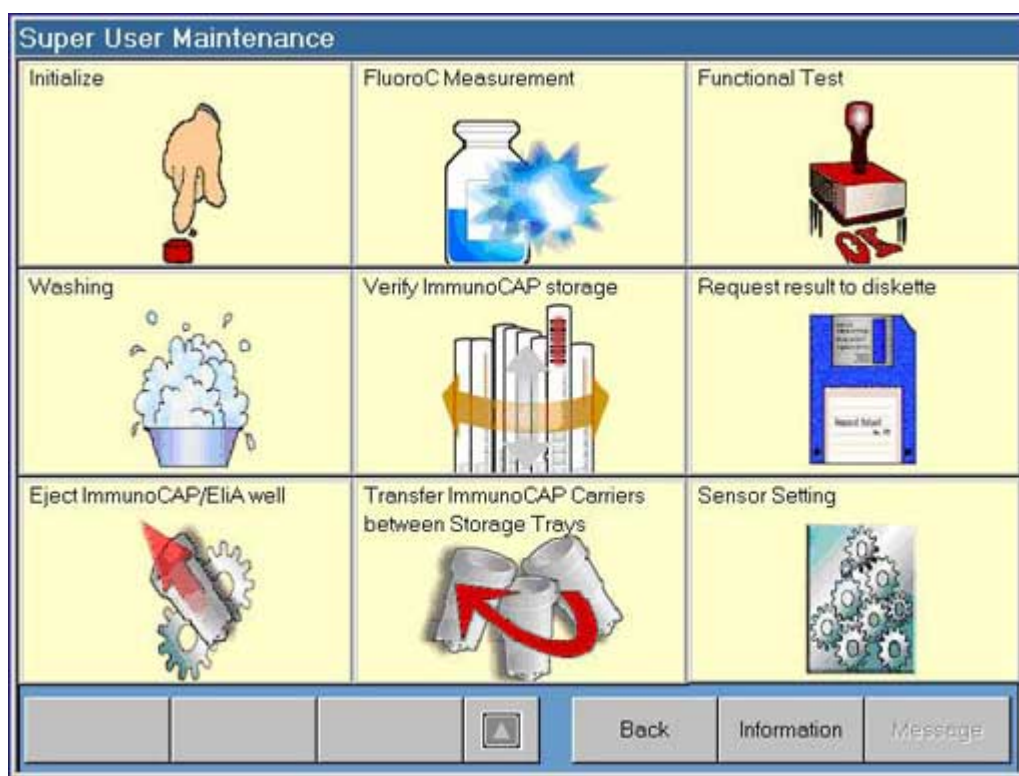 Super User Maintenance
Initialize
FluoroC Measurement
Functional Test
Washing
Verify ImmunoCAP storage
Request result to diskette
Eject ImmunoCAP/EliA well
Transfer ImmunoCAP Carriers
between Storage Trays
Sensor Setting
Back
Information
Message